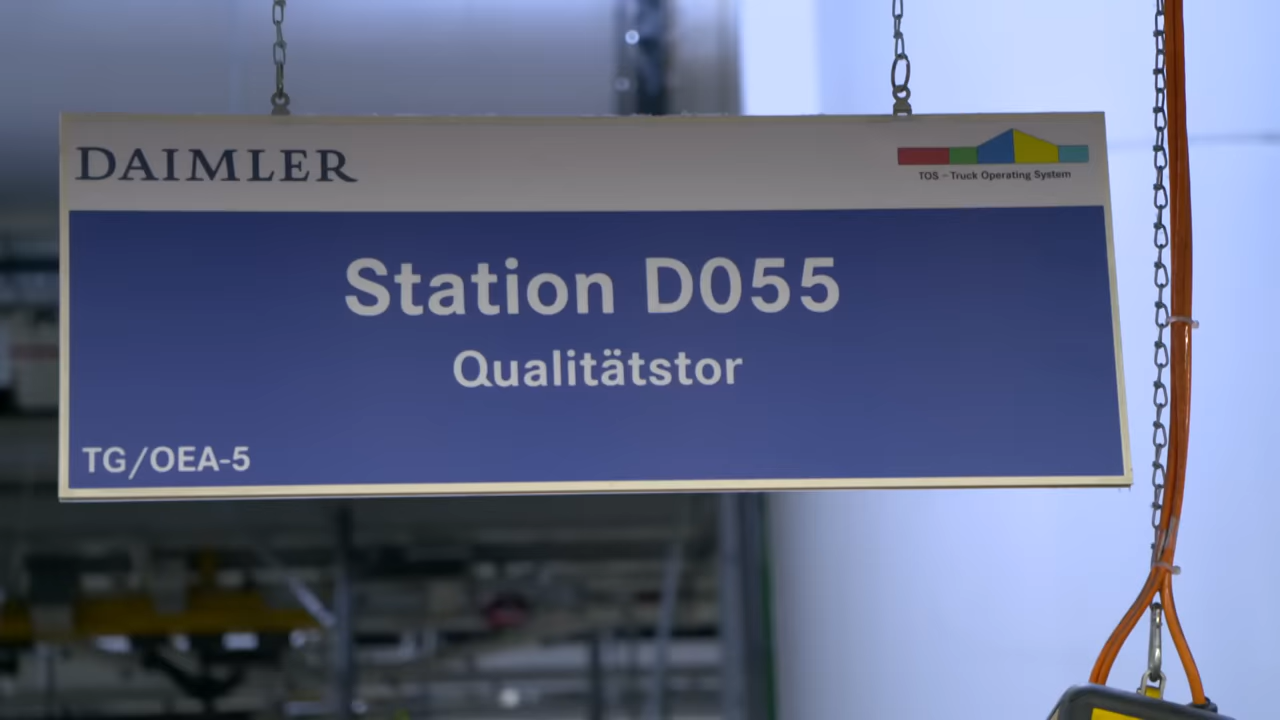 DAIMLER
TOS – Truck Operating System
Station D055
Qualitätstor
TG/OEA-5